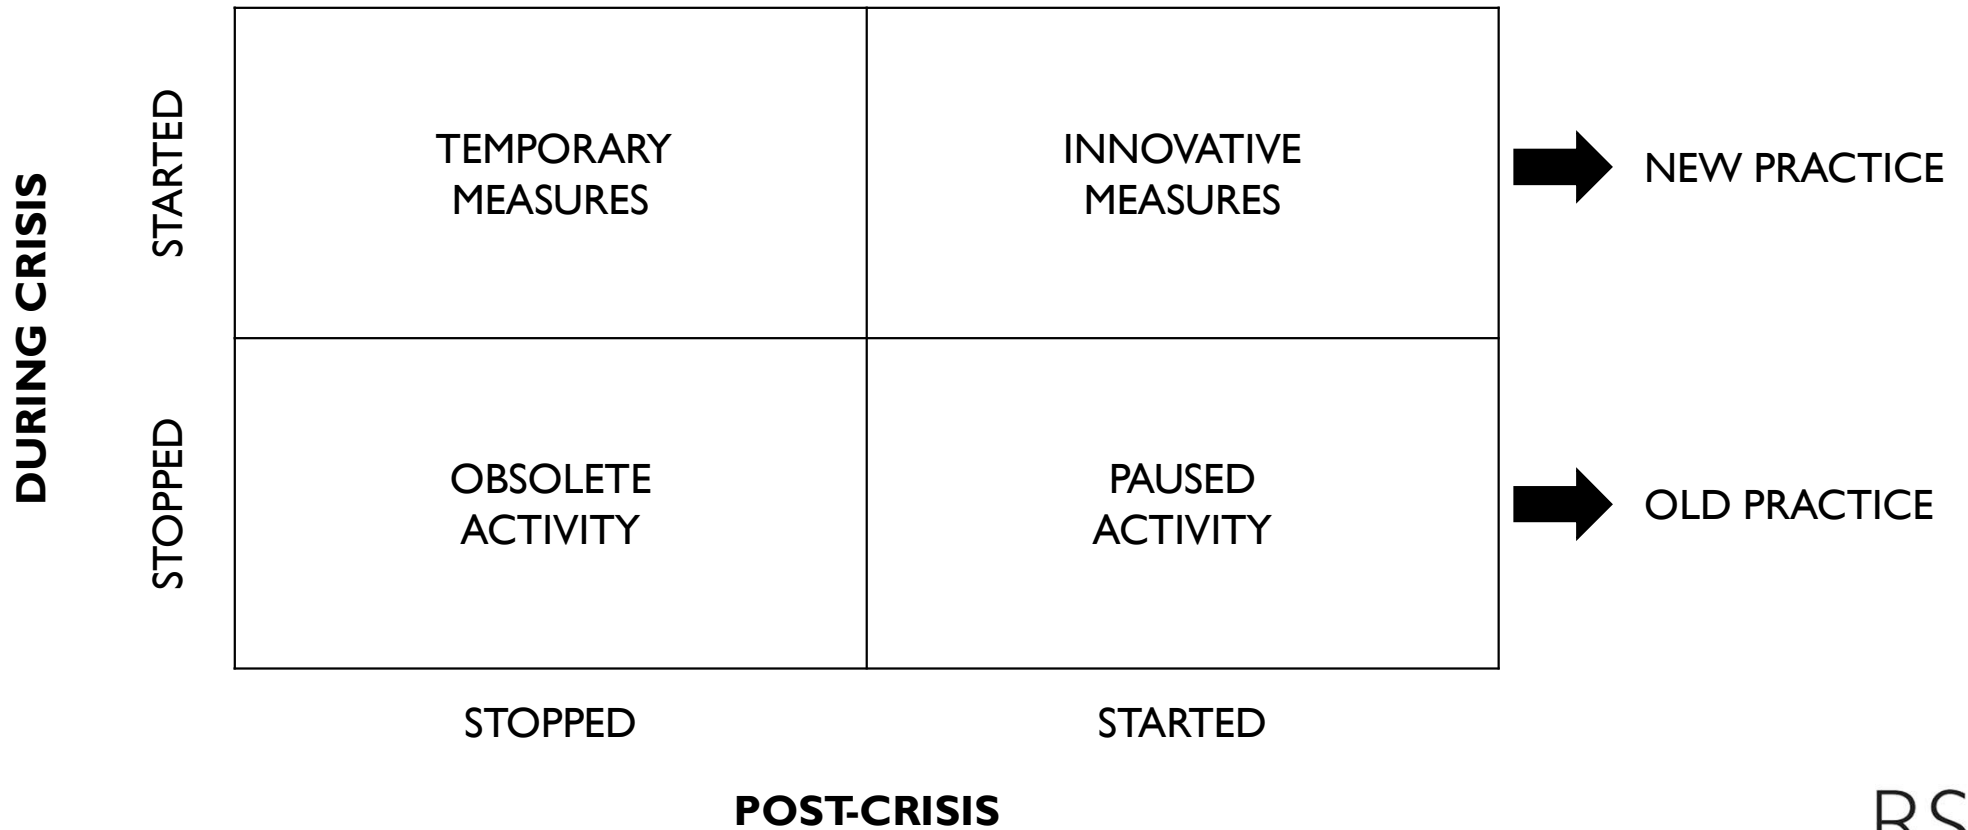 DURING CRISIS
STARTED
TEMPORARY
MEASURES
INNOVATIVE
MEASURES
NEW PRACTICE
STOPPED
OBSOLETE
ACTIVITY
PAUSED
ACTIVITY
OLD PRACTICE
STOPPED
STARTED
POST-CRISIS